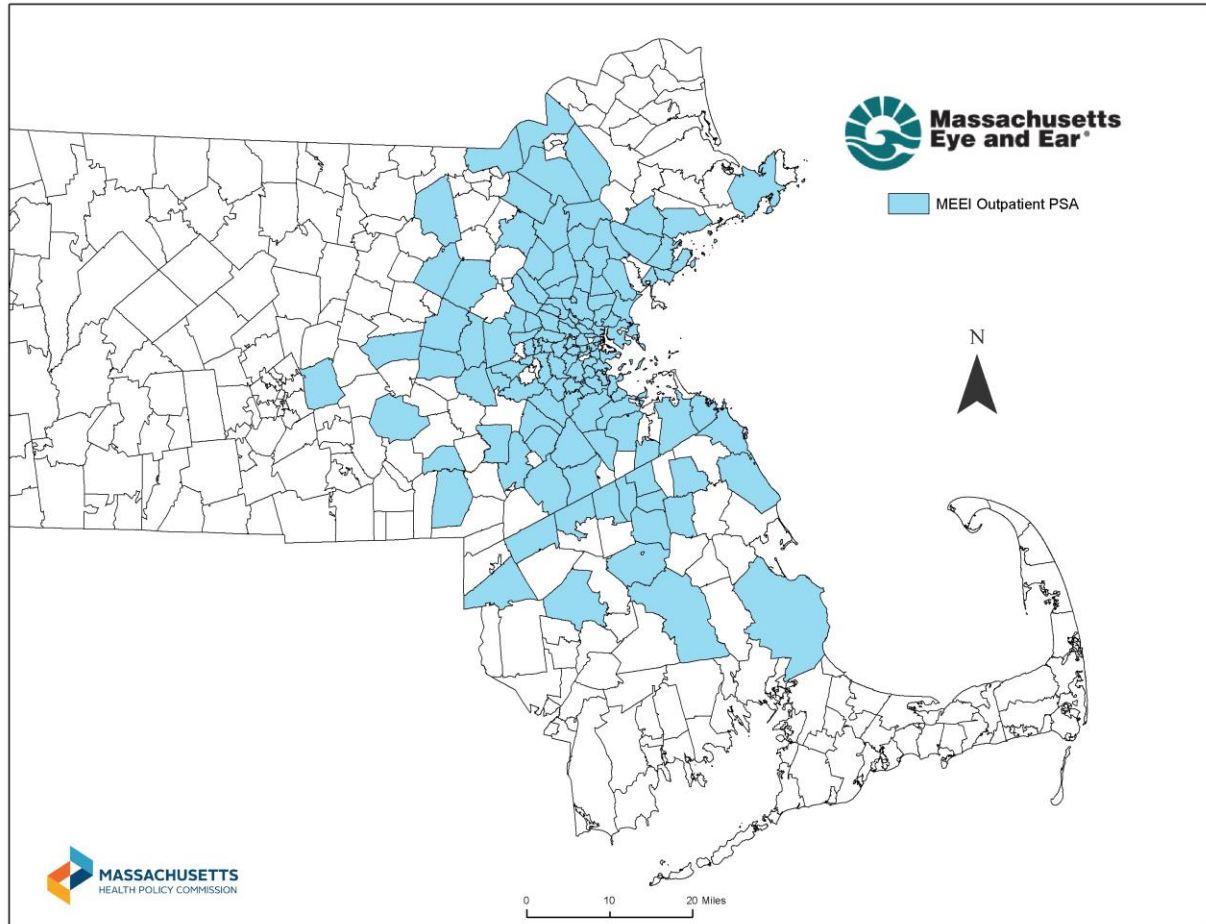 Massachusetts
Eye and Ear®
MEEI Outpatient PSA
N
MASSACHUSETTS
HEALTH POLICY COMMISSION
0 10 20 Miles